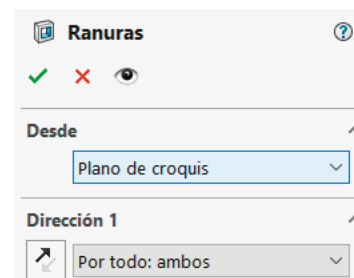 Ranuras
Desde
Plano de croquis
Dirección 1
Por todo: ambos